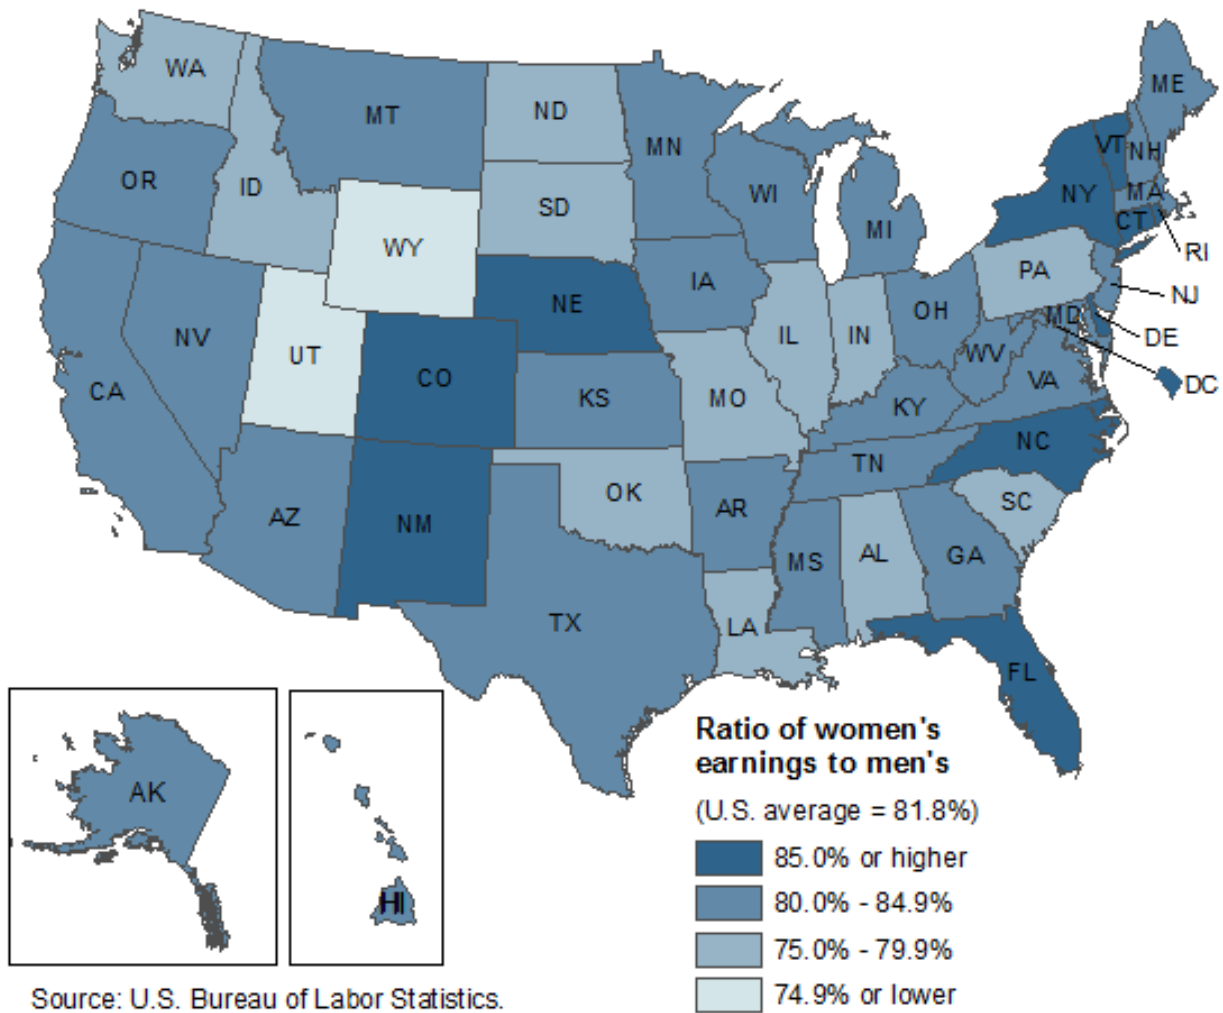 WA
MT
ND
MN
ME
VT
NH
OR
ID
SD
WI
MI
NY
MA
CT
RI
WY
IA
PA
NJ
NE
OH
MD
DE
NV
UT
CO
IL
IN
WV
VA
DC
CA
KS
MO
KY
NC
TN
AZ
NM
OK
AR
SC
MS
AL
GA
TX
LA
FL
AK
HI
Ratio of women's
earnings to men's
(U.S. average = 81.8%)
85.0% or higher
80.0% - 84.9%
75.0% - 79.9%
74.9% or lower
Source: U.S. Bureau of Labor Statistics.